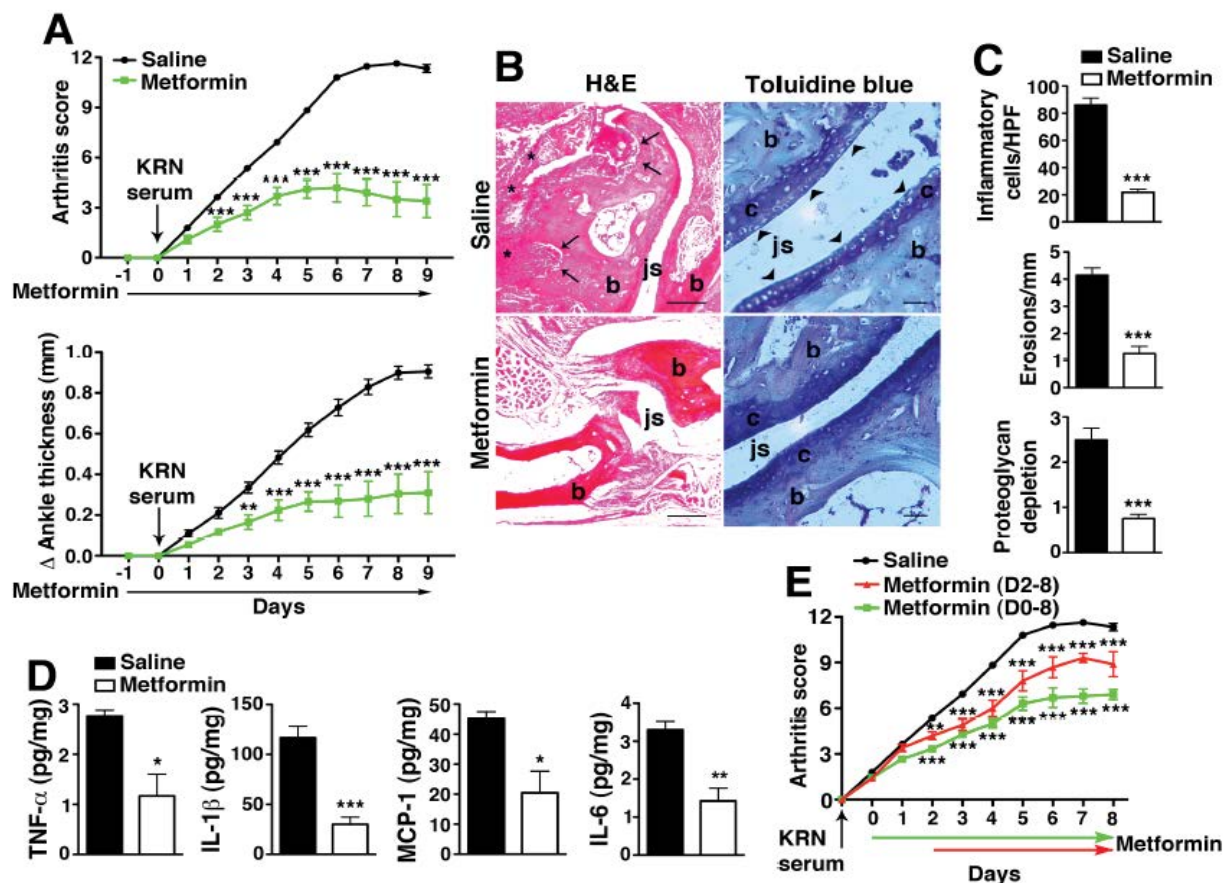 A
Saline
Metformin
Arthritis score
12
9
6
3
0
KRN
serum
***
***
***
***
***
***
***
***
-1 0 1 2 3 4 5 6 7 8 9
Metformin
Δ Ankle thickness (mm)
1.0
0.8
0.6
0.4
0.2
0.0
KRN
serum
**
***
***
***
***
***
***
-1 0 1 2 3 4 5 6 7 8 9
Metformin
Days
B
H&E
Toluidine blue
Saline
*
*
*
b
js
b
b
c
js
c
b
Metformin
b
js
b
b
c
js
c
b
C
Saline
Metformin
Inflammatory
cells/HPF
100
80
60
40
20
0
***
Erosions/mm
5
4
3
2
1
0
***
Proteoglycan
depletion
3
2
1
0
***
D
Saline
Metformin
TNF-α (pg/mg)
3
2
1
0
*
IL-1β (pg/mg)
150
100
50
0
***
MCP-1 (pg/mg)
50
40
30
20
10
0
*
IL-6 (pg/mg)
4
3
2
1
0
**
E
Saline
Metformin (D2-8)
Metformin (D0-8)
Arthritis score
12
9
6
3
0
**
***
***
***
***
***
***
***
***
***
***
***
***
***
0 1 2 3 4 5 6 7 8
KRN
serum
Metformin
Days